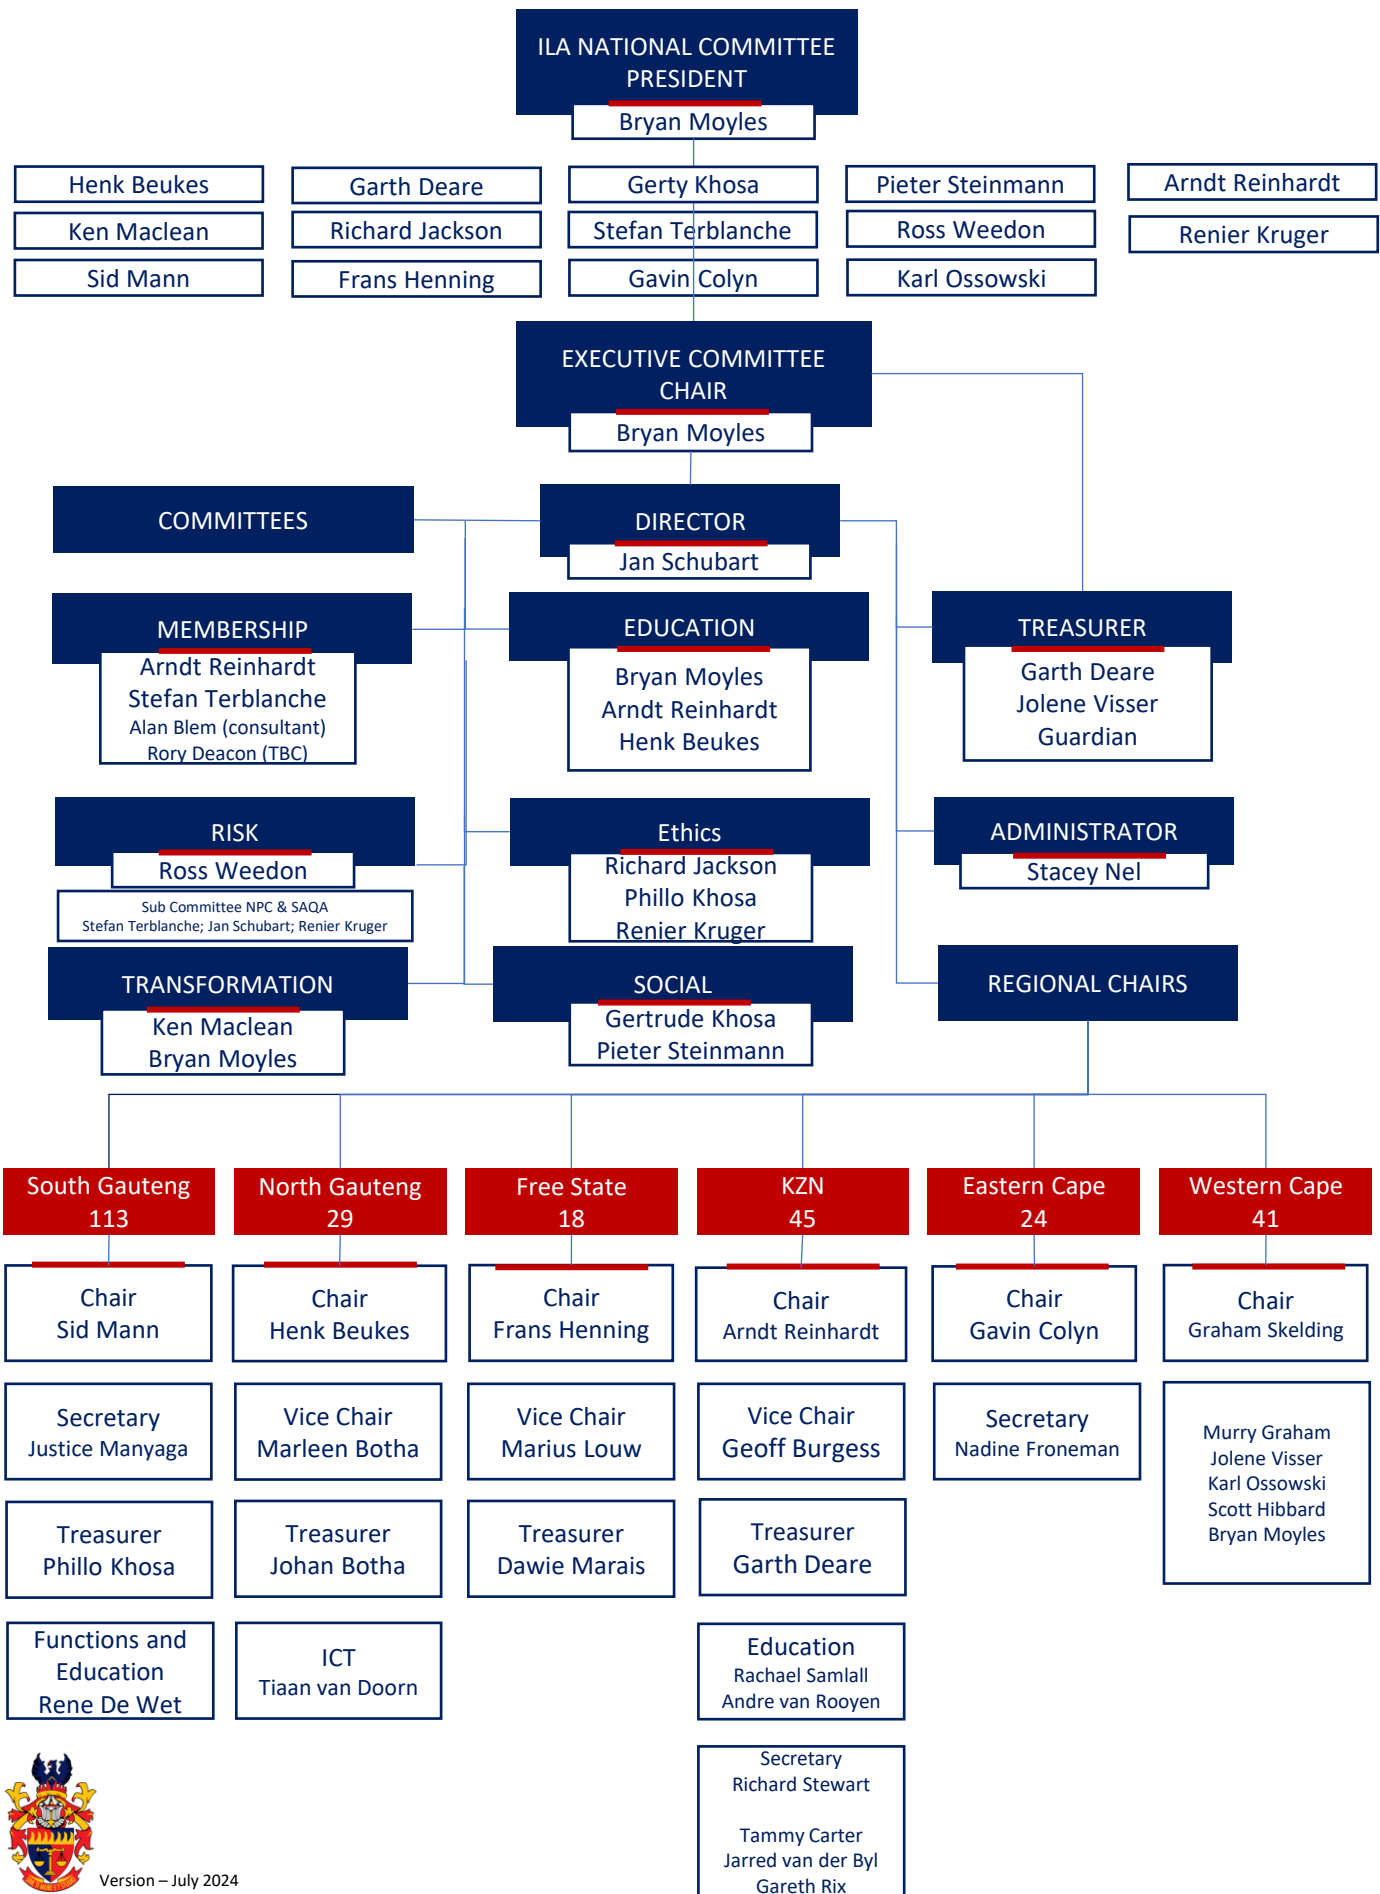 ILA NATIONAL COMMITTEE
PRESIDENT
Bryan Moyles
Henk Beukes
Garth Deare
Gerty Khosa
Pieter Steinmann
Arndt Reinhardt
Ken Maclean
Richard Jackson
Stefan Terblanche
Ross Weedon
Renier Kruger
Sid Mann
Frans Henning
Gavin Colyn
Karl Ossowski
EXECUTIVE COMMITTEE
CHAIR
Bryan Moyles
COMMITTEES
DIRECTOR
Jan Schubart
MEMBERSHIP
Arndt Reinhardt
Stefan Terblanche
Alan Blem (consultant)
Rory Deacon (TBC)
EDUCATION
Bryan Moyles
Arndt Reinhardt
Henk Beukes
TREASURER
Garth Deare
Jolene Visser
Guardian
RISK
Ross Weedon
Sub Committee NPC & SAQA
Stefan Terblanche; Jan Schubart; Renier Kruger
Ethics
Richard Jackson
Phillo Khosa
Renier Kruger
ADMINISTRATOR
Stacey Nel
TRANSFORMATION
Ken Maclean
Bryan Moyles
SOCIAL
Gertrude Khosa
Pieter Steinmann
REGIONAL CHAIRS
South Gauteng
113
North Gauteng
29
Free State
18
KZN
45
Eastern Cape
24
Western Cape
41
Chair
Sid Mann
Chair
Henk Beukes
Chair
Frans Henning
Chair
Arndt Reinhardt
Chair
Gavin Colyn
Chair
Graham Skelding
Secretary
Justice Manyaga
Vice Chair
Marleen Botha
Vice Chair
Marius Louw
Vice Chair
Geoff Burgess
Secretary
Nadine Froneman
Murry Graham
Jolene Visser
Karl Ossowski
Scott Hibbard
Bryan Moyles
Treasurer
Phillo Khosa
Treasurer
Johan Botha
Treasurer
Dawie Marais
Treasurer
Garth Deare
Functions and
Education
Rene De Wet
ICT
Tiaan van Doorn
Education
Rachael Samlall
Andre van Rooyen
Secretary
Richard Stewart
Tammy Carter
Jarred van der Byl
Gareth Rix
Version – July 2024